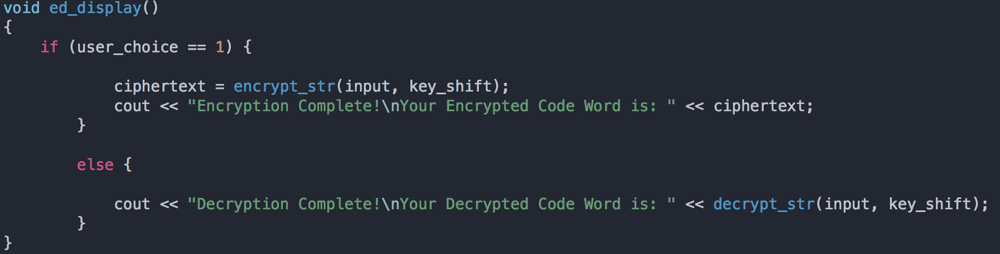 void ed_display()
{
    if (user_choice == 1) {
            ciphertext = encrypt_str(input, key_shift);
            cout << "Encryption Complete!\nYour Encrypted Code Word is: " << ciphertext;
        }
        else {
            cout << "Decryption Complete!\nYour Decrypted Code Word is: " << decrypt_str(input, key_shift);
        }
}